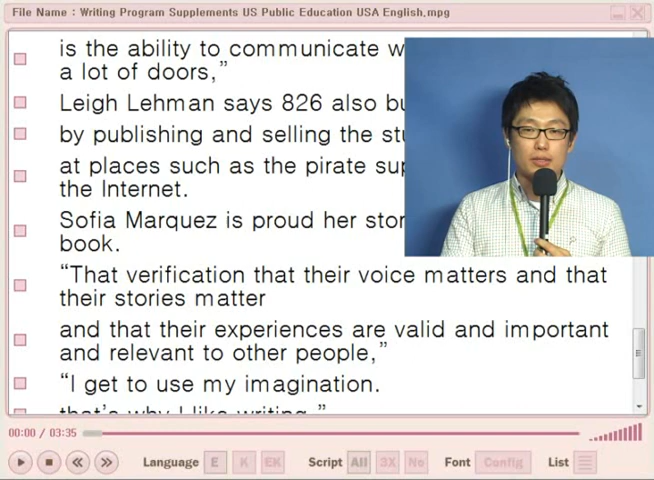 File Name : Writing Program Supplements US Public Education USA English.mpg
is the ability to communicate
a lot of doors,”
Leigh Lehman says 826 also
by publishing and selling the
at places such as the pirate
the Internet.
Sofia Marquez is proud her
book.
“That verification that their voice matters and that
their stories matter
and that their experiences are valid and important
and relevant to other people,”
“I get to use my imagination.
that's why I like writing.”
00:00 / 03:35
Language E K EK Script All 3X No Font Config List